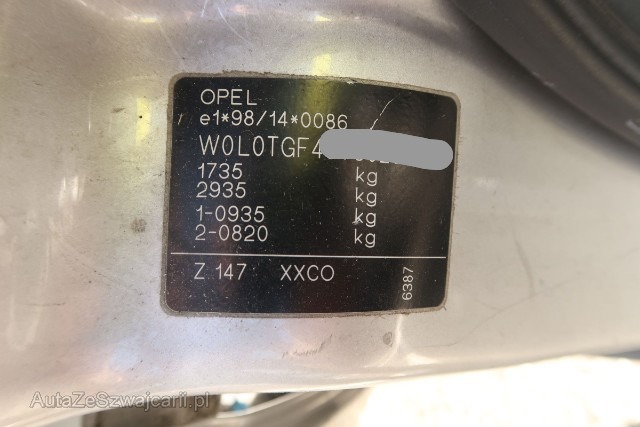 OPEL
e1*98/14*0086
W0L0TGF4
1735 kg
2935 kg
1-0935 kg
2-0820 kg
Z 147 XXCO
6387
AutaZeSzwajcarii.pl